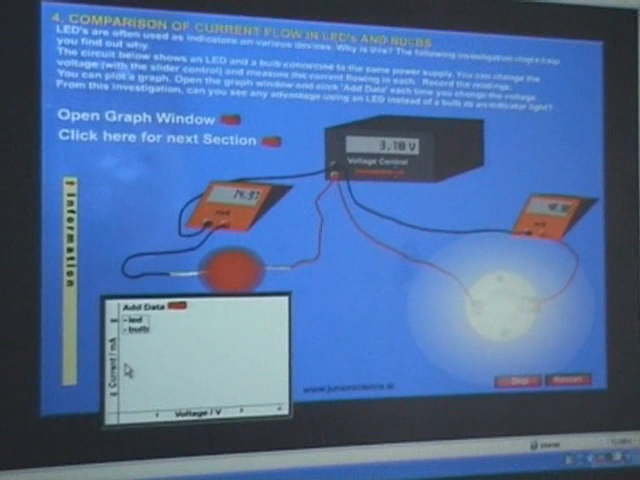 4. COMPARISON OF CURRENT FLOW IN LED's AND BULBS
LED's are often used as indicators on various devices. Why is this? The following investigation might help
you find out why.
The circuit below shows an LED and a bulb connected to the same power supply. You can change the
voltage (with the slider control) and measure the current flowing in each. Record the readings.
You can plot a graph. Open the graph window and click 'Add Data' each time you change the voltage.
From this investigation, can you see any advantage using an LED instead of a bulb as an indicator light?
Open Graph Window
Click here for next Section
3.18 V
Voltage Control
74.97
mA
Information
Add Data
led
bulb
Current / mA
Voltage / V
www.juniorscience.ie
Stop
Restart